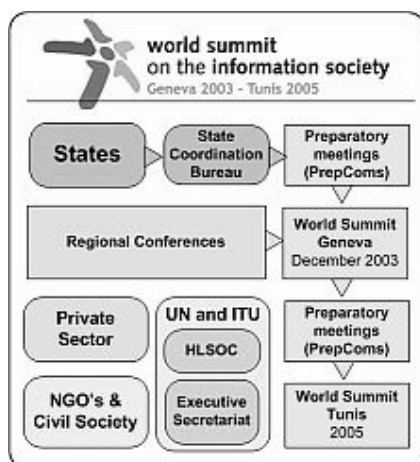 world summit
on the information society
Geneva 2003 - Tunis 2005
States
State
Coordination
Bureau
Preparatory
meetings
(PrepComs)
Regional Conferences
World Summit
Geneva
December 2003
Private
Sector
UN and ITU
HLSOC
Executive
Secretariat
Preparatory
meetings
(PrepComs)
NGO's &
Civil Society
World Summit
Tunis
2005